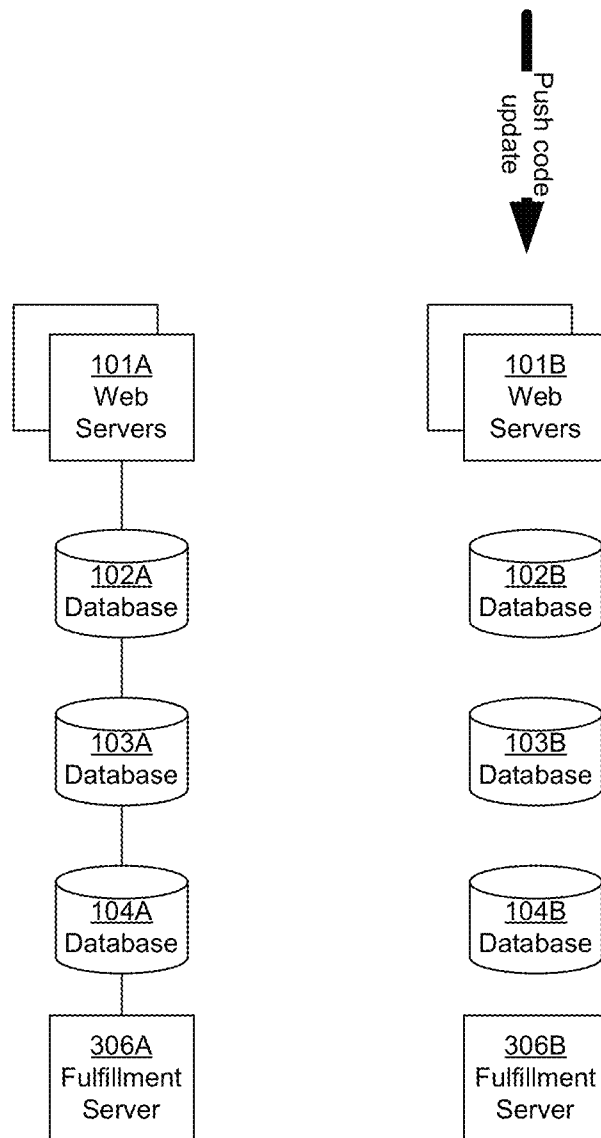 Push code
update
101A
Web
Servers
101B
Web
Servers
102A
Database
102B
Database
103A
Database
103B
Database
104A
Database
104B
Database
306A
Fulfillment
Server
306B
Fulfillment
Server